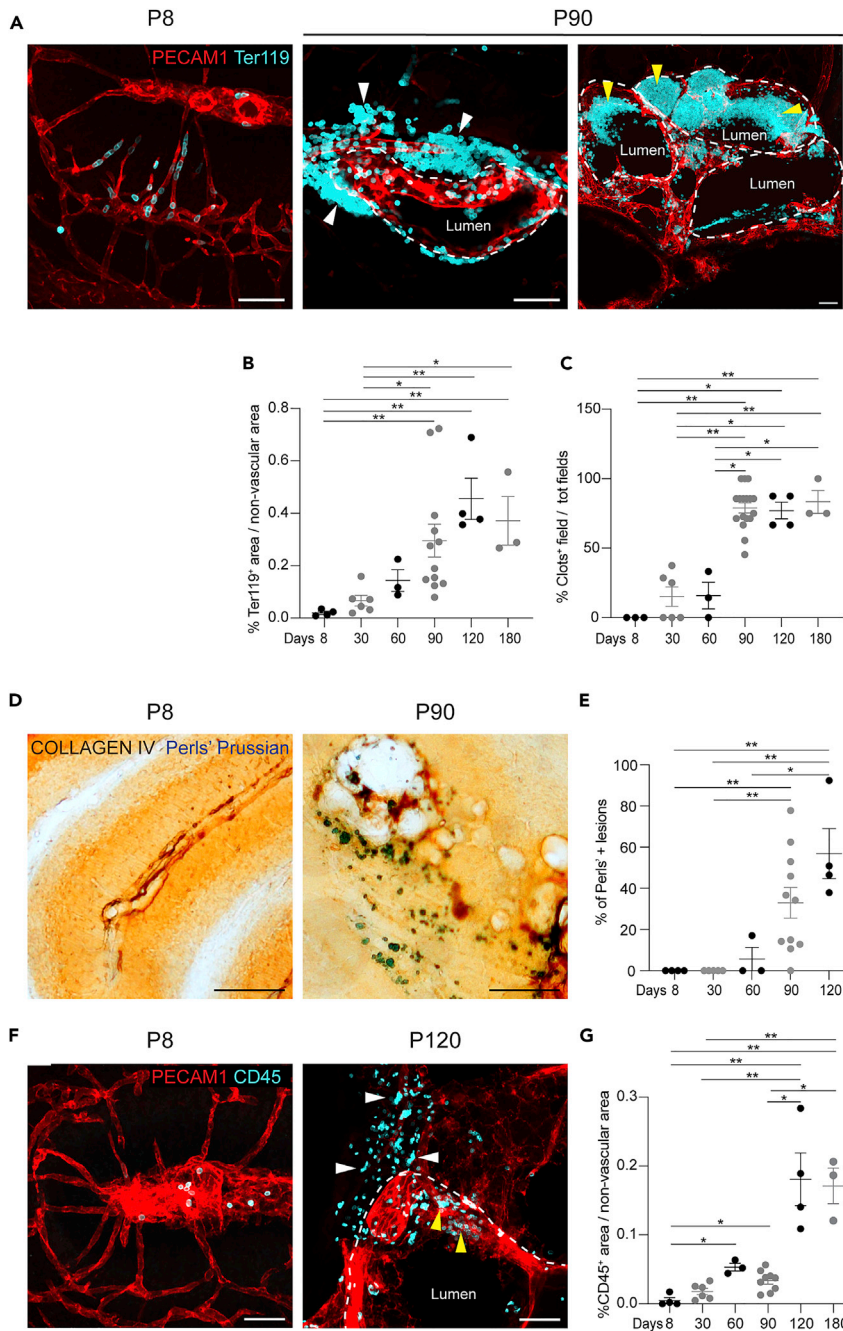 A
P8
P90
PECAM1 Ter119
Lumen
Lumen
Lumen
Lumen
B
% Ter119+ area / non-vascular area
0.8
0.6
0.4
0.2
0.0
*
**
*
**
**
**
Days 8 30 60 90 120 180
C
% Clots+ field / tot fields
150
100
50
0
**
*
**
**
*
**
*
*
*
Days 8 30 60 90 120 180
D
P8
P90
COLLAGEN IV Perls' Prussian
E
% of Perls' + lesions
100
80
60
40
20
0
**
**
*
**
**
Days 8 30 60 90 120
F
P8
P120
PECAM1 CD45
Lumen
G
%CD45+ area / non-vascular area
0.3
0.2
0.1
0.0
**
**
**
**
*
*
*
*
Days 8 30 60 90 120 180